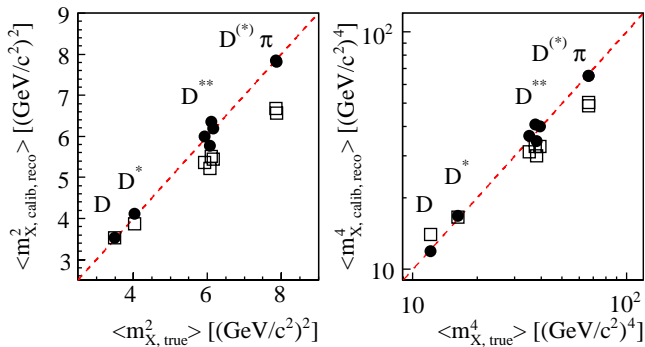 9
8
7
6
5
4
3
4
6
8
D
D*
D**
D(*) π
<m²X, calib, reco> [(GeV/c²)²]
<m²X, true> [(GeV/c²)²]
10²
10
10
10²
D
D*
D**
D(*) π
<m⁴X, calib, reco> [(GeV/c²)⁴]
<m⁴X, true> [(GeV/c²)⁴]